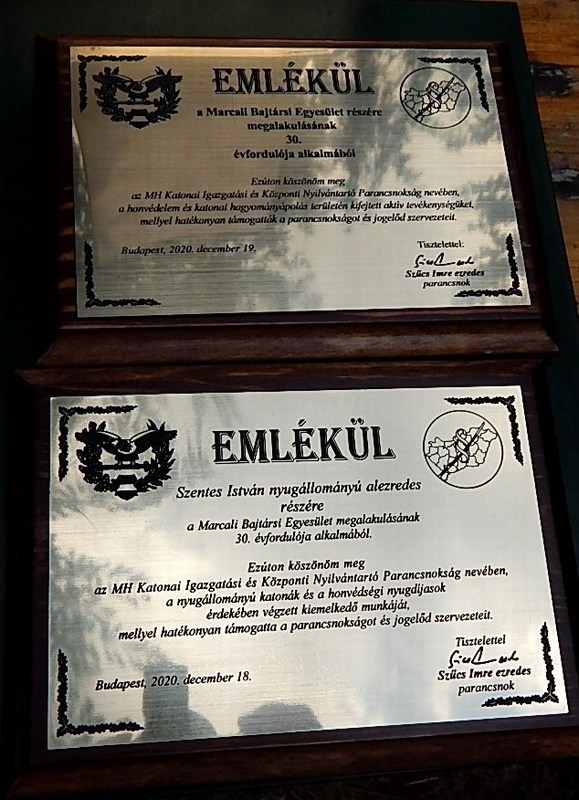 EMLÉKÜL
a Marcali Bajtársi Egyesület részére
megalakulásának
30.
évfordulója alkalmából
Ezúton köszönöm meg
az MH Katonai Igazgatási és Központi Nyilvántartó Parancsnokság nevében,
a honvédelem és katonai hagyományápolás területén kifejtett aktív tevékenységüket,
mellyel hatékonyan támogatták a parancsnokságot és jogelőd szervezeteit.
Budapest, 2020. december 19.
Tisztelettel:
Szűcs Imre ezredes
parancsnok
EMLÉKÜL
Szentes István nyugállományú alezredes
részére
a Marcali Bajtársi Egyesület megalakulásának
30. évfordulója alkalmából.
Ezúton köszönöm meg
az MH Katonai Igazgatási és Központi Nyilvántartó Parancsnokság nevében,
a nyugállományú katonák és a honvédségi nyugdíjasok
érdekében végzett kiemelkedő munkáját,
mellyel hatékonyan támogatta a parancsnokságot és jogelőd szervezeteit.
Budapest, 2020. december 18.
Tisztelettel
Szűcs Imre ezredes
parancsnok